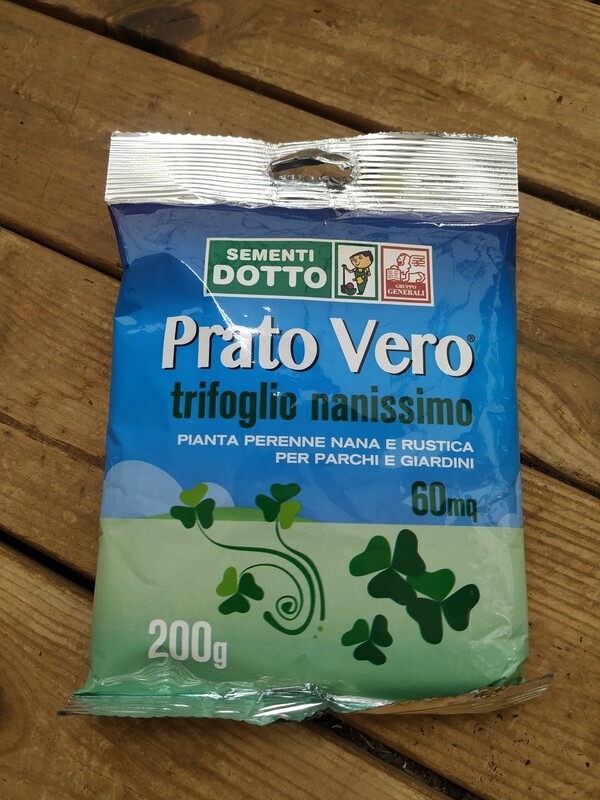 SEMENTI
DOTTO
GRUPPO
GENERALI
Prato Vero®
trifoglio nanissimo
PIANTA PERENNE NANA E RUSTICA
PER PARCHI E GIARDINI
60mq
200g